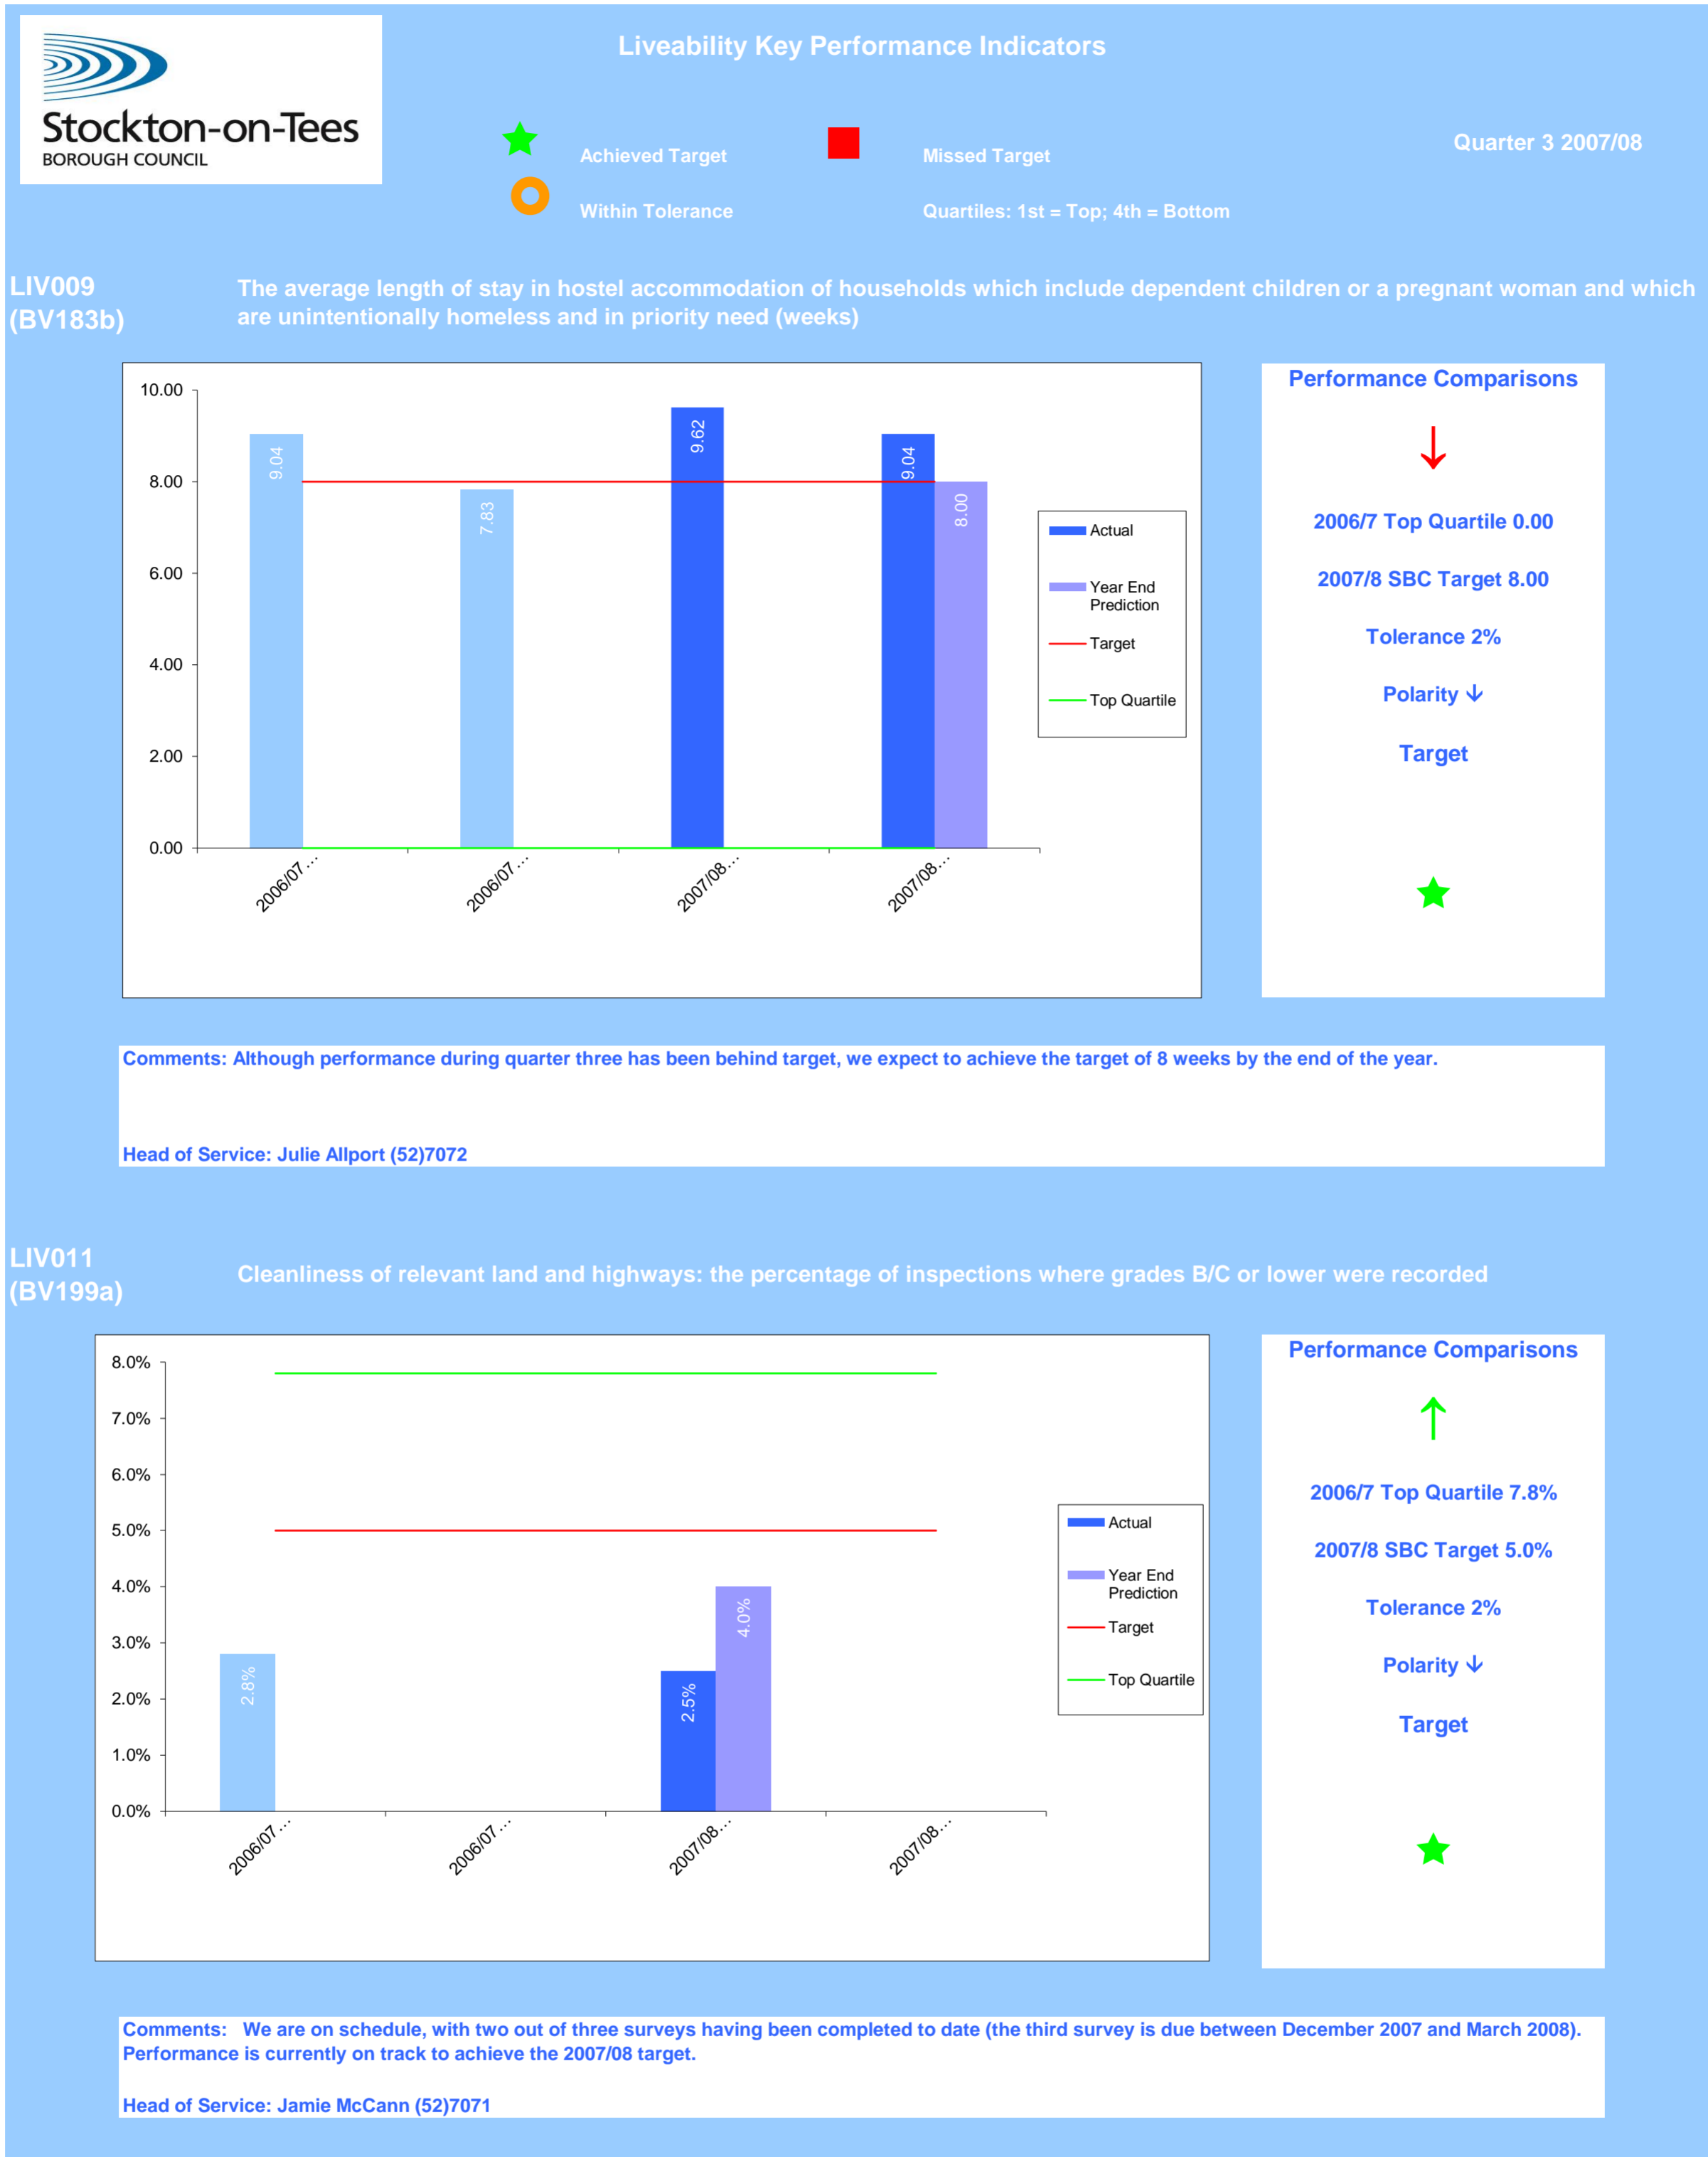 Stockton-on-Tees
BOROUGH COUNCIL
Liveability Key Performance Indicators
Achieved Target
Missed Target
Quarter 3 2007/08
Within Tolerance
Quartiles: 1st = Top; 4th = Bottom
LIV009
(BV183b)
The average length of stay in hostel accommodation of households which include dependent children or a pregnant woman and which
are unintentionally homeless and in priority need (weeks)
10.00
8.00
6.00
4.00
2.00
0.00
9.04
7.83
9.62
9.04
8.00
2006/07...
2006/07...
2007/08...
2007/08...
Actual
Year End
Prediction
Target
Top Quartile
Performance Comparisons
↓
2006/7 Top Quartile 0.00
2007/8 SBC Target 8.00
Tolerance 2%
Polarity ↓
Target
Comments: Although performance during quarter three has been behind target, we expect to achieve the target of 8 weeks by the end of the year.
Head of Service: Julie Allport (52)7072
LIV011
(BV199a)
Cleanliness of relevant land and highways: the percentage of inspections where grades B/C or lower were recorded
8.0%
7.0%
6.0%
5.0%
4.0%
3.0%
2.0%
1.0%
0.0%
2.8%
2.5%
4.0%
2006/07...
2006/07...
2007/08...
2007/08...
Actual
Year End
Prediction
Target
Top Quartile
Performance Comparisons
↑
2006/7 Top Quartile 7.8%
2007/8 SBC Target 5.0%
Tolerance 2%
Polarity ↓
Target
Comments: We are on schedule, with two out of three surveys having been completed to date (the third survey is due between December 2007 and March 2008).
Performance is currently on track to achieve the 2007/08 target.
Head of Service: Jamie McCann (52)7071